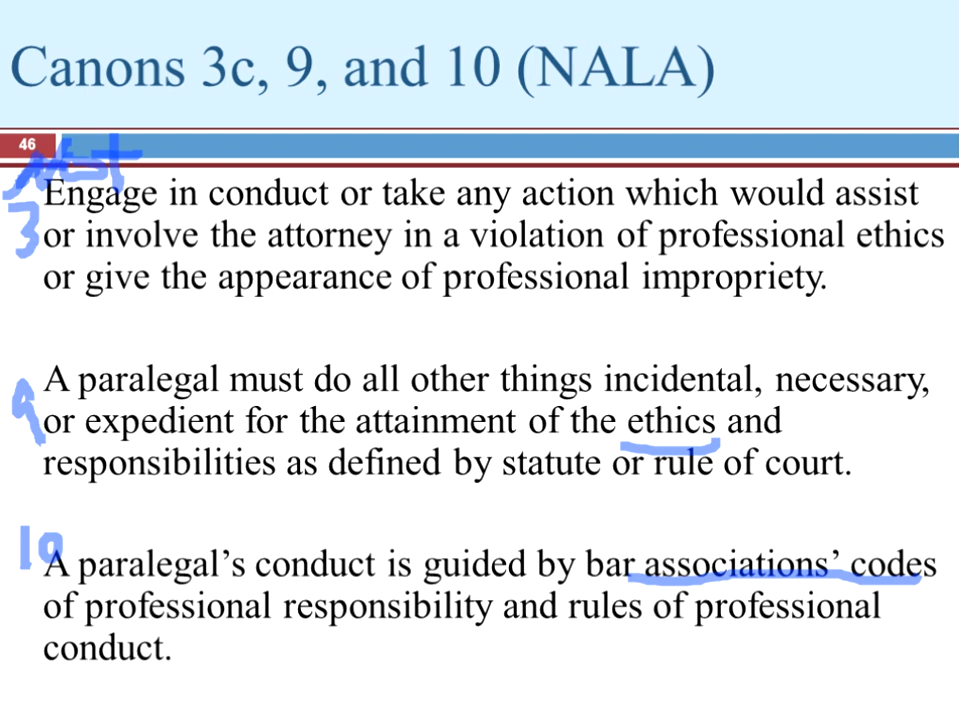 Canons 3c, 9, and 10 (NALA)
46
Engage in conduct or take any action which would assist
3
or involve the attorney in a violation of professional ethics
or give the appearance of professional impropriety.
A paralegal must do all other things incidental, necessary,
9
or expedient for the attainment of the ethics and
responsibilities as defined by statute or rule of court.
10
A paralegal’s conduct is guided by bar associations’ codes
of professional responsibility and rules of professional
conduct.